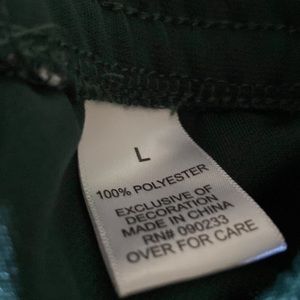 L
100% POLYESTER
EXCLUSIVE OF
DECORATION
MADE IN CHINA
RN# 090233
OVER FOR CARE